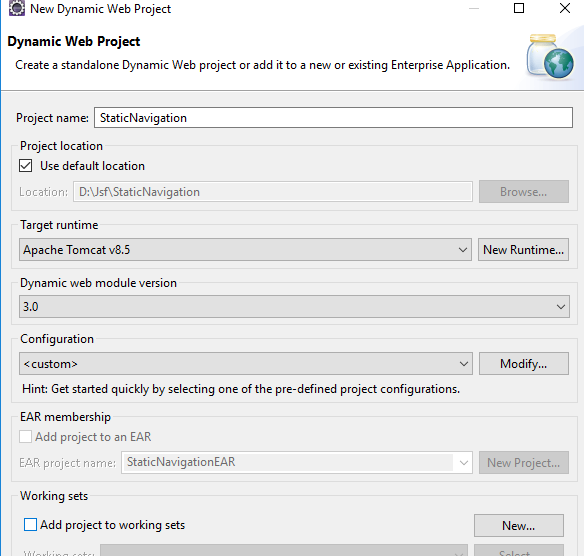 New Dynamic Web Project
Dynamic Web Project
Create a standalone Dynamic Web project or add it to a new or existing Enterprise Application.
Project name: StaticNavigation
Project location
Use default location
Location: D:\Jsf\StaticNavigation Browse...
Target runtime
Apache Tomcat v8.5 New Runtime...
Dynamic web module version
3.0
Configuration
<custom> Modify...
Hint: Get started quickly by selecting one of the pre-defined project configurations.
EAR membership
Add project to an EAR
EAR project name: StaticNavigationEAR New Project...
Working sets
Add project to working sets New...
Working sets: Select...